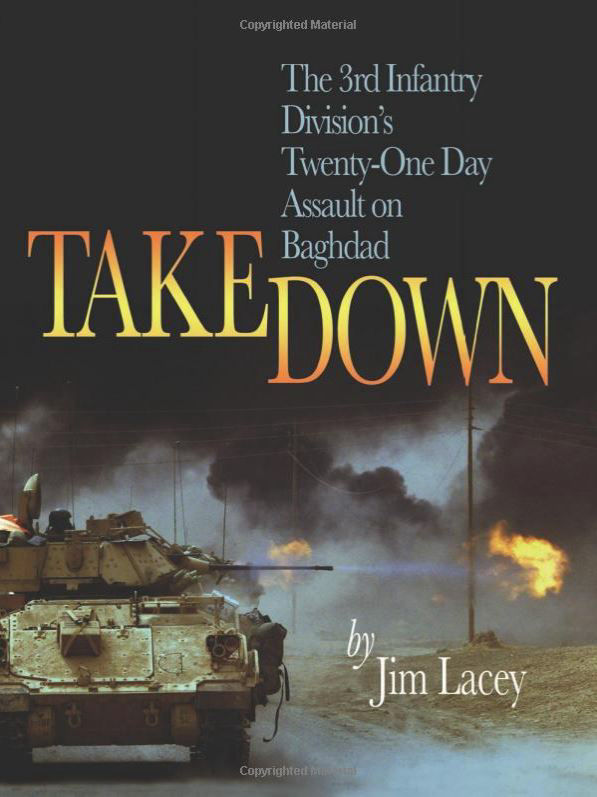 Copyrighted Material
The 3rd Infantry
Division's
Twenty-One Day
Assault on
Baghdad
TAKE
DOWN
by
Jim Lacey
Copyrighted Material